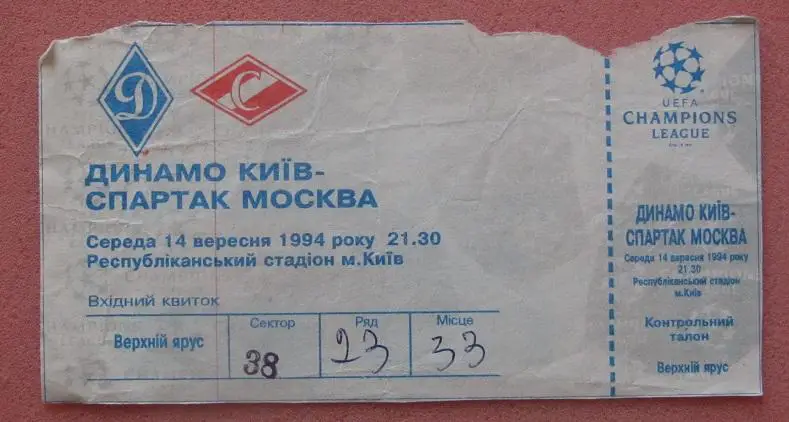 ДИНАМО КИЇВ-
СПАРТАК МОСКВА
Середа 14 вересня 1994 року 21.30
Республіканський стадіон м.Київ
Вхідний квиток
Верхній ярус
Сектор
38
Ряд
23
Місце
33
UEFA
CHAMPIONS
LEAGUE
ДИНАМО КИЇВ-
СПАРТАК МОСКВА
Середа 14 вересня 1994 року
21.30
Республіканський стадіон
м.Київ
Контрольний
талон
Верхній ярус